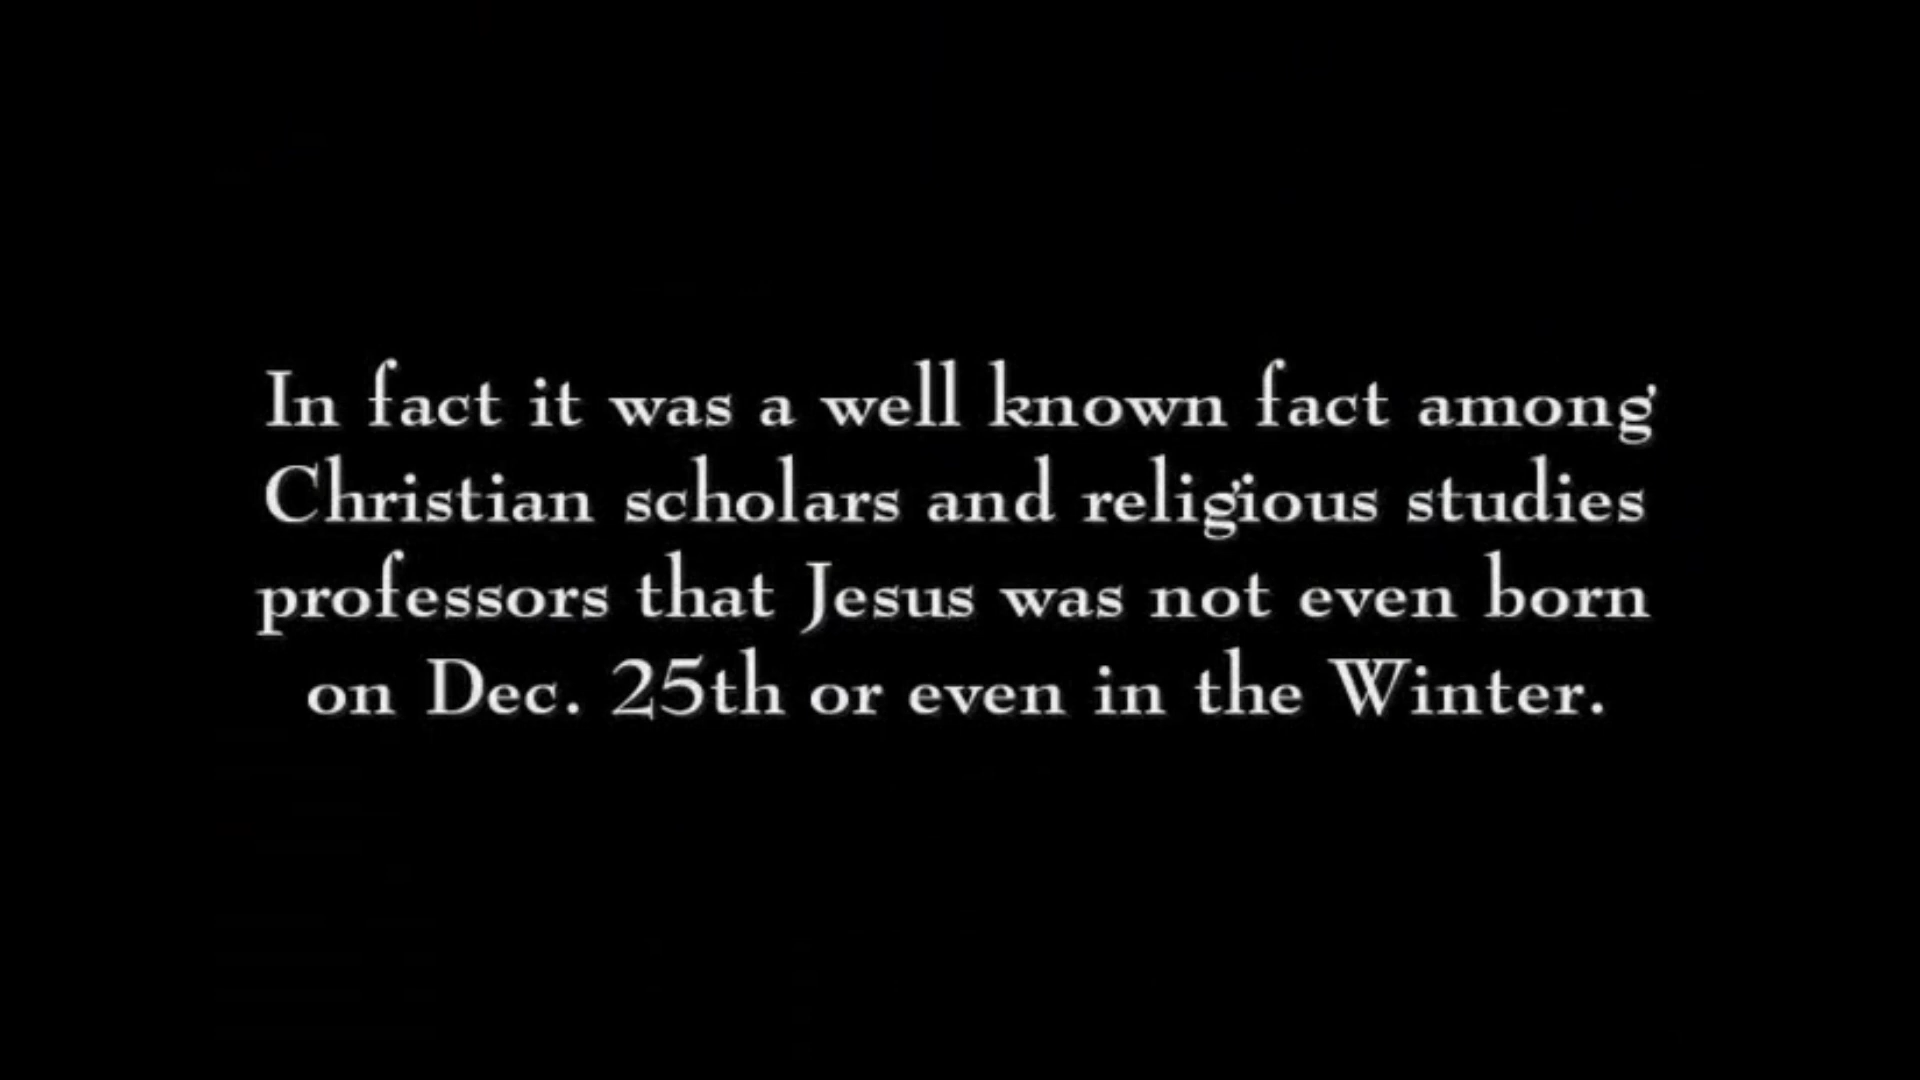 In fact it was a well known fact among
Christian scholars and religious studies
professors that Jesus was not even born
on Dec. 25th or even in the Winter.